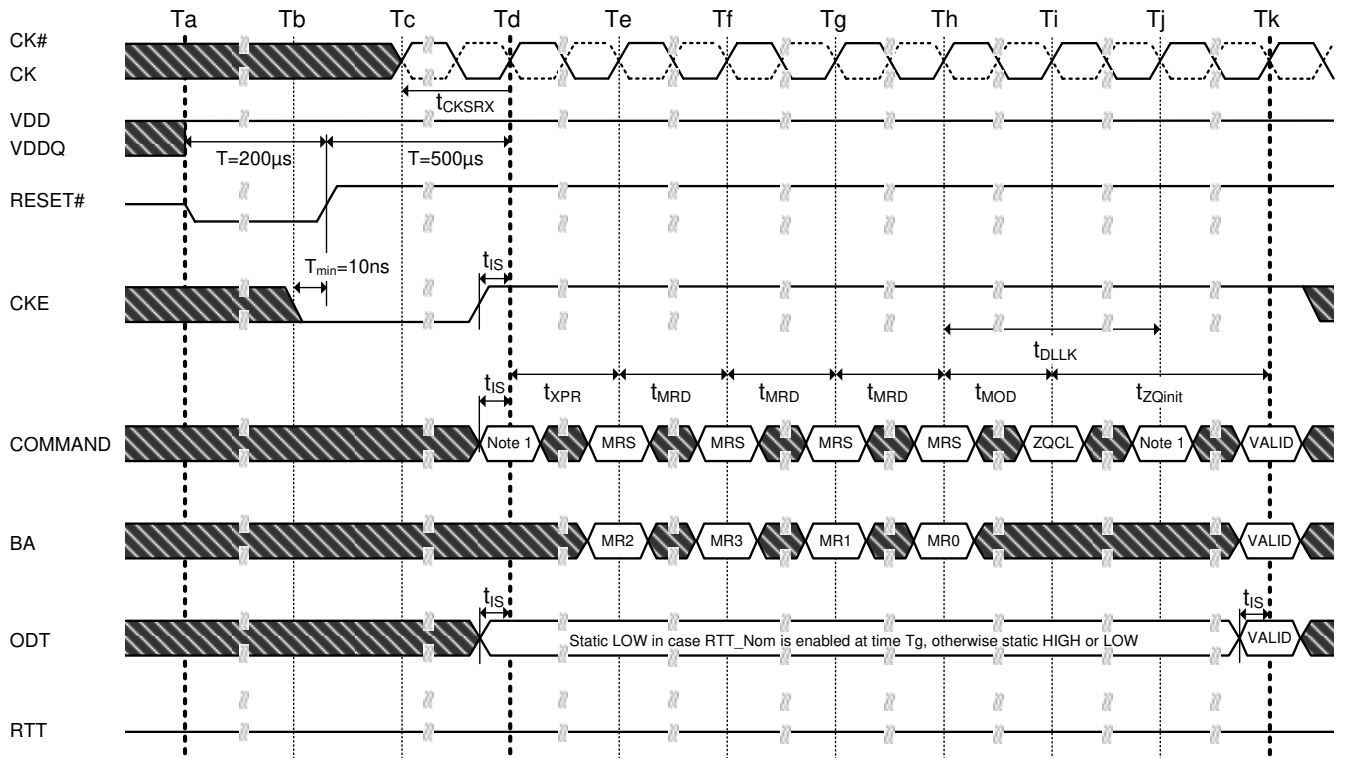 Ta Tb Tc Td Te Tf Tg Th Ti Tj Tk
CK#
CK
tCKSRX
VDD
VDDQ
T=200µs T=500µs
RESET#
Tmin=10ns
tIS
CKE
tDLLK
tIS
tXPR tMRD tMRD tMRD tMOD tZQinit
COMMAND Note 1 MRS MRS MRS MRS ZQCL Note 1 VALID
BA MR2 MR3 MR1 MR0 VALID
tIS tIS
ODT Static LOW in case RTT_Nom is enabled at time Tg, otherwise static HIGH or LOW VALID
RTT